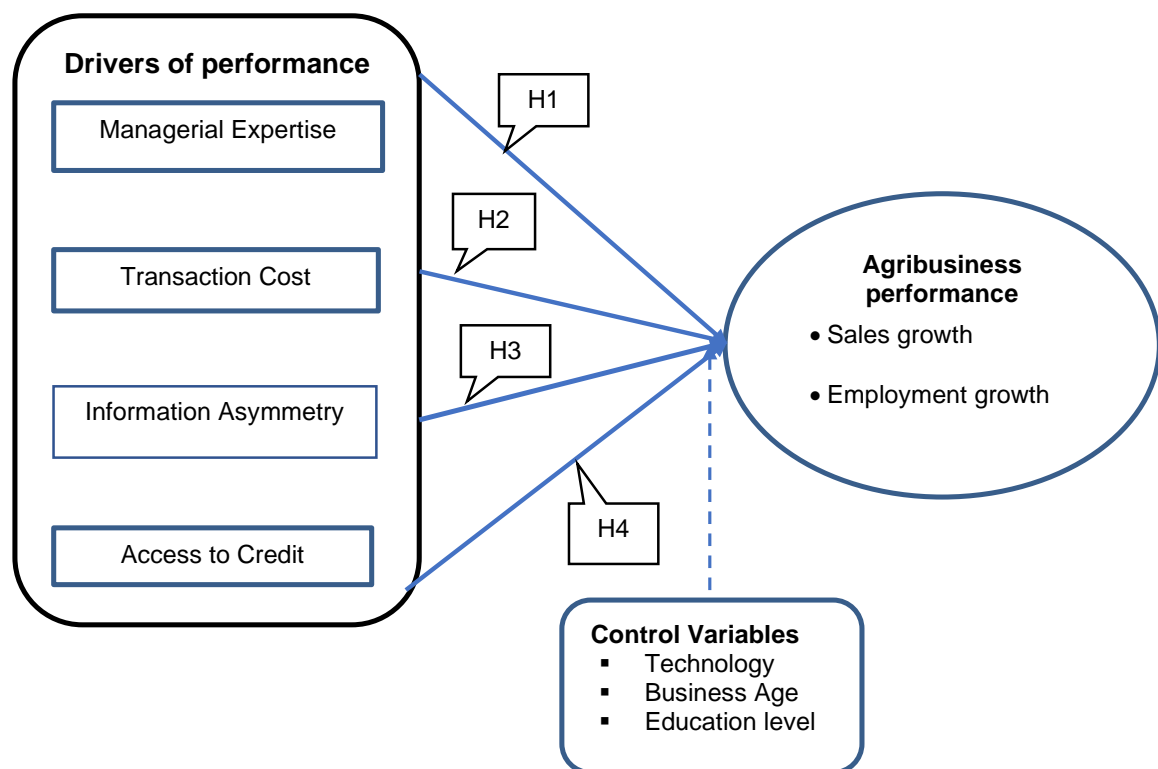 Drivers of performance
Managerial Expertise
Transaction Cost
Information Asymmetry
Access to Credit
H1
H2
H3
H4
Agribusiness
performance
• Sales growth
• Employment growth
Control Variables
▪ Technology
▪ Business Age
▪ Education level